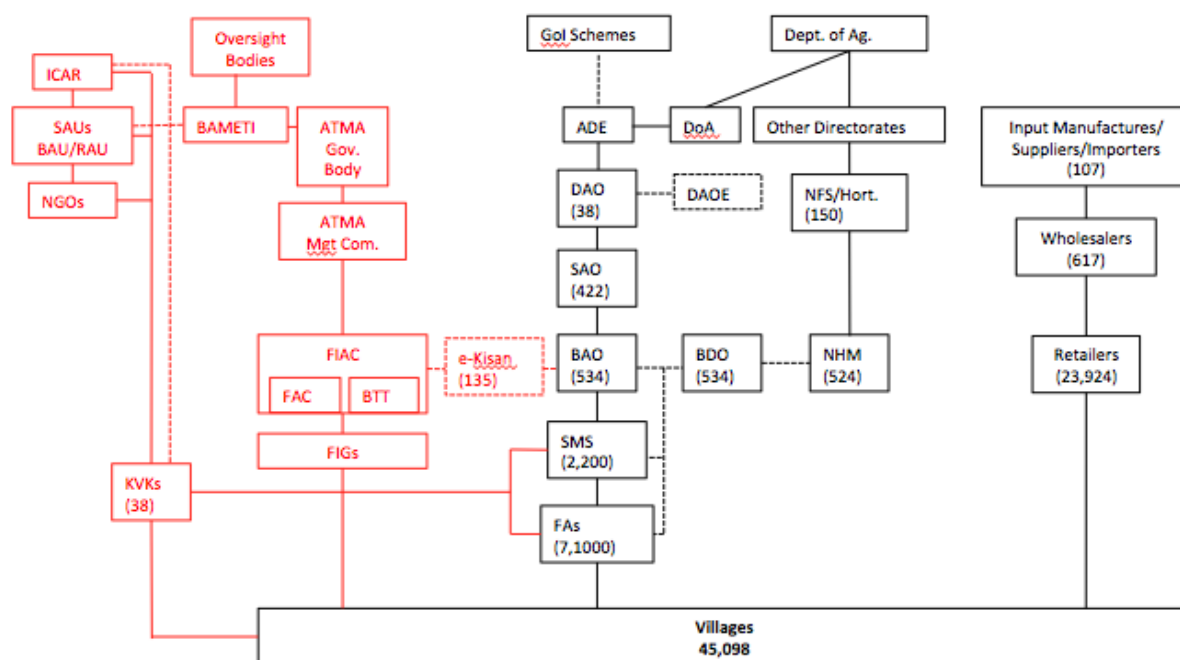 Oversight
Bodies
GoI Schemes
Dept. of Ag.
ICAR
SAUs
BAU/RAU
BAMETI
ATMA
Gov.
Body
ADE
DoA
Other Directorates
Input Manufactures/
Suppliers/Importers
(107)
NGOs
DAO
(38)
DAOE
NFS/Hort.
(150)
ATMA
Mgt Com.
Wholesalers
(617)
SAO
(422)
FIAC
FAC
BTT
e-Kisan
(135)
BAO
(534)
BDO
(534)
NHM
(524)
Retailers
(23,924)
FIGs
SMS
(2,200)
KVKs
(38)
FAs
(7,1000)
Villages
45,098